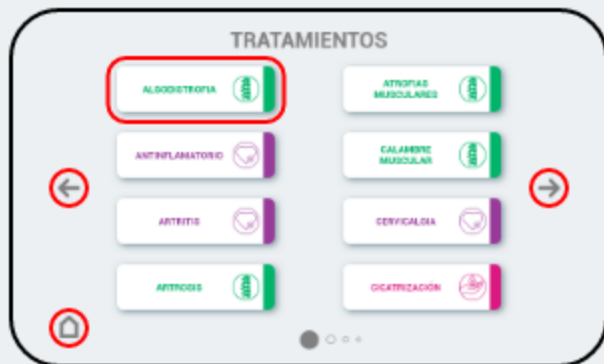 TRATAMIENTOS
ALGODISTROFIA
ATROFIAS
MUSCULARES
ANTIINFLAMATORIO
CALAMBRE
MUSCULAR
ARTRITIS
CERVICALGIA
ARTROSIS
CICATRIZACIÓN